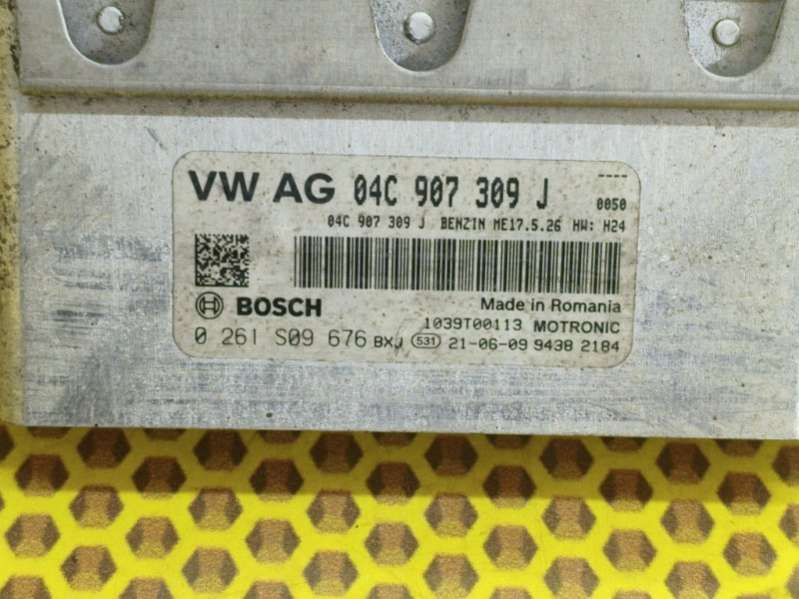 VW AG 04C 907 309 J ---- 0050
04C 907 309 J BENZIN ME17.5.26 HW: H24
BOSCH Made in Romania
1039T00113 MOTRONIC
0 261 S09 676 BXJ 531 21-06-09 9438 2184